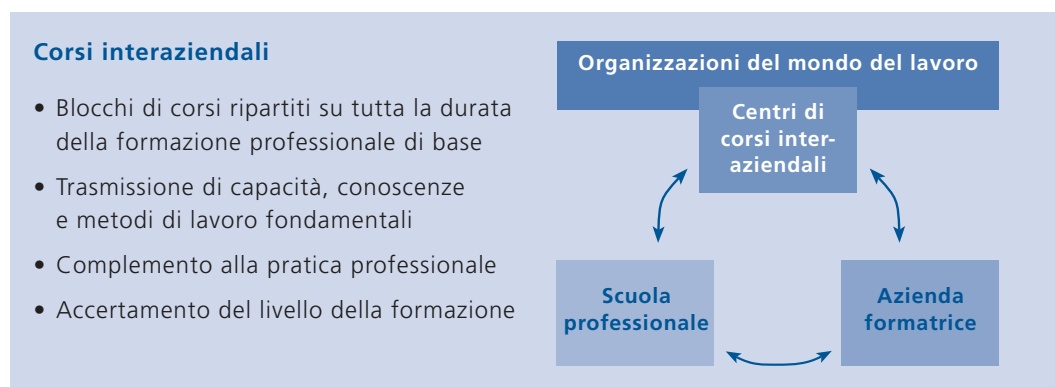 Corsi interaziendali
• Blocchi di corsi ripartiti su tutta la durata
della formazione professionale di base
• Trasmissione di capacità, conoscenze
e metodi di lavoro fondamentali
• Complemento alla pratica professionale
• Accertamento del livello della formazione
Organizzazioni del mondo del lavoro
Centri di
corsi inter-
aziendali
Scuola
professionale
Azienda
formatrice